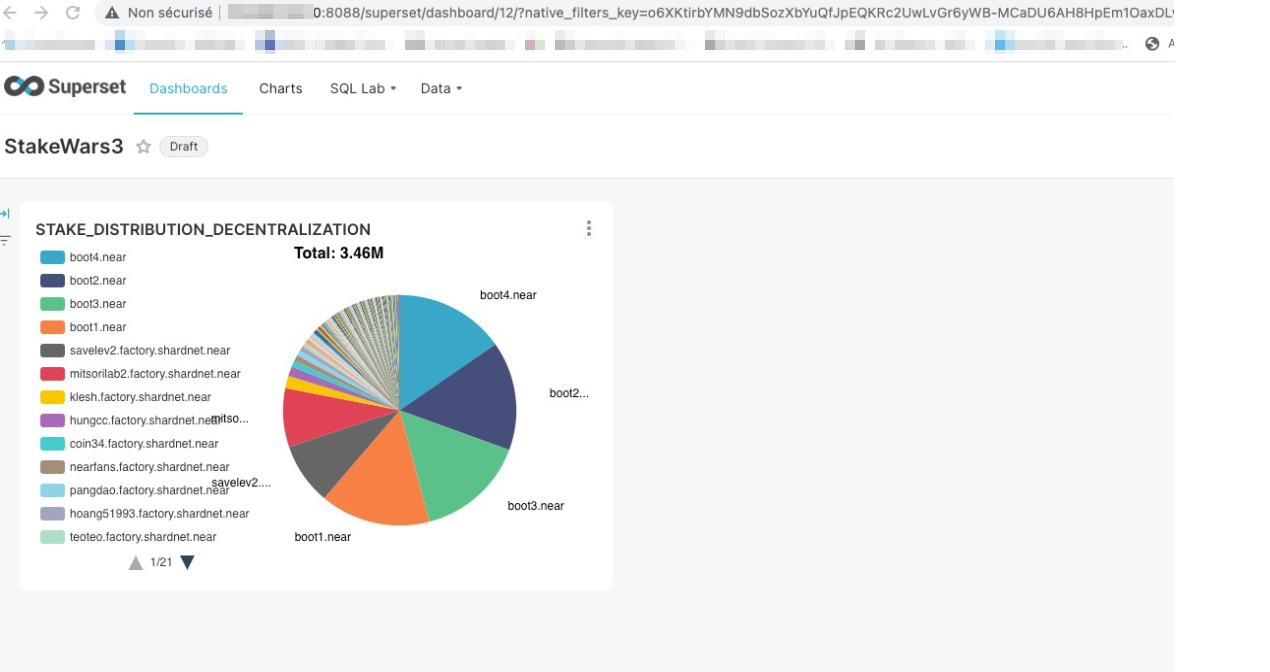 Non sécurisé 0:8088/superset/dashboard/12/?native_filters_key=o6XKtirbYMN9dbSozXbYuQfJpEQKRc2UwLvGr6yWB-MCaDU6AH8HpEm1OaxDLv
A
Superset Dashboards Charts SQL Lab Data
StakeWars3 Draft
STAKE_DISTRIBUTION_DECENTRALIZATION
Total: 3.46M
boot4.near
boot2.near
boot3.near
boot1.near
savelev2.factory.shardnet.near
mitsorilab2.factory.shardnet.near
klesh.factory.shardnet.near
hungcc.factory.shardnet.near
coin34.factory.shardnet.near
nearfans.factory.shardnet.near
pangdao.factory.shardnet.near
hoang51993.factory.shardnet.near
teoteo.factory.shardnet.near
1/21
boot4.near
boot2...
boot3.near
boot1.near
savelev2....
mitso...